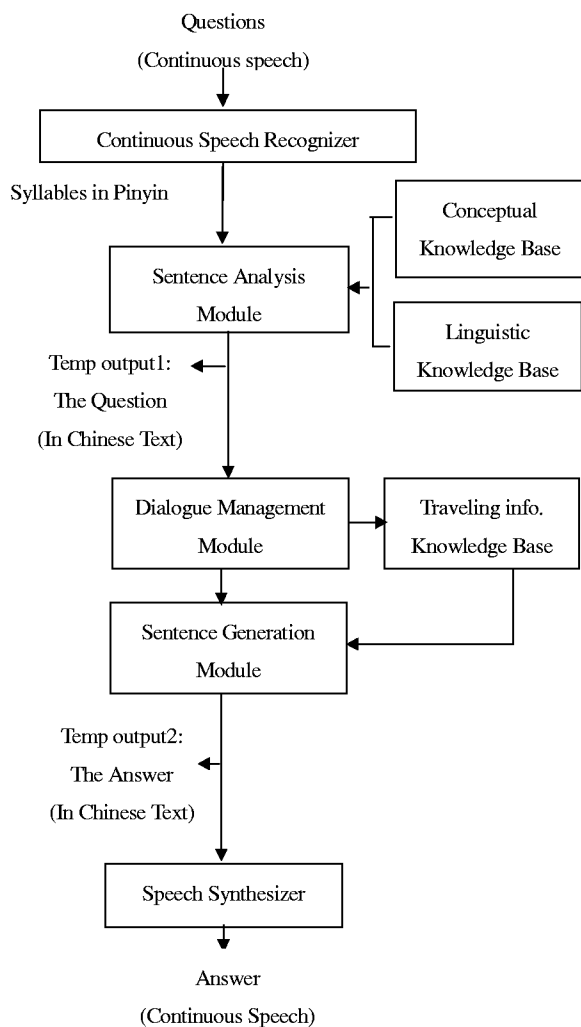 Questions
(Continuous speech)
Continuous Speech Recognizer
Syllables in Pinyin
Conceptual
Knowledge Base
Sentence Analysis
Module
Linguistic
Knowledge Base
Temp output1:
The Question
(In Chinese Text)
Dialogue Management
Module
Traveling info.
Knowledge Base
Sentence Generation
Module
Temp output2:
The Answer
(In Chinese Text)
Speech Synthesizer
Answer
(Continuous Speech)